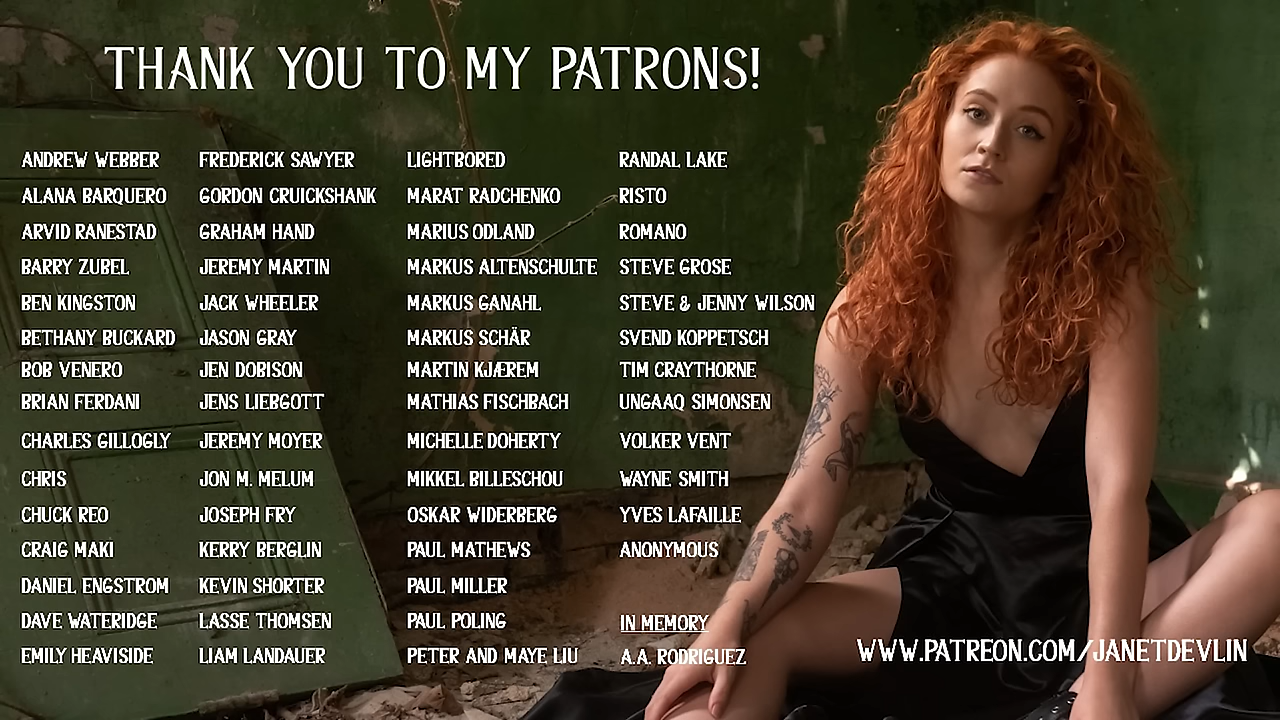 THANK YOU TO MY PATRONS!
ANDREW WEBBER
ALANA BARQUERO
ARVID RANESTAD
BARRY ZUBEL
BEN KINGSTON
BETHANY BUCKARD
BOB VENERO
BRIAN FERDANI
CHARLES GILLOGLY
CHRIS
CHUCK REO
CRAIG MAKI
DANIEL ENGSTROM
DAVE WATERIDGE
EMILY HEAVISIDE
FREDERICK SAWYER
GORDON CRUICKSHANK
GRAHAM HAND
JEREMY MARTIN
JACK WHEELER
JASON GRAY
JEN DOBISON
JENS LIEBGOTT
JEREMY MOYER
JON M. MELUM
JOSEPH FRY
KERRY BERGLIN
KEVIN SHORTER
LASSE THOMSEN
LIAM LANDAUER
LIGHTBORED
MARAT RADCHENKO
MARIUS ODLAND
MARKUS ALTENSCHULTE
MARKUS GANAHL
MARKUS SCHÄR
MARTIN KJÆREM
MATHIAS FISCHBACH
MICHELLE DOHERTY
MIKKEL BILLESCHOU
OSKAR WIDERBERG
PAUL MATHEWS
PAUL MILLER
PAUL POLING
PETER AND MAYE LIU
RANDAL LAKE
RISTO
ROMANO
STEVE GROSE
STEVE & JENNY WILSON
SVEND KOPPETSCH
TIM CRAYTHORNE
UNGAAQ SIMONSEN
VOLKER VENT
WAYNE SMITH
YVES LAFAILLE
ANONYMOUS
IN MEMORY
A.A. RODRIGUEZ
WWW.PATREON.COM/JANETDEVLIN